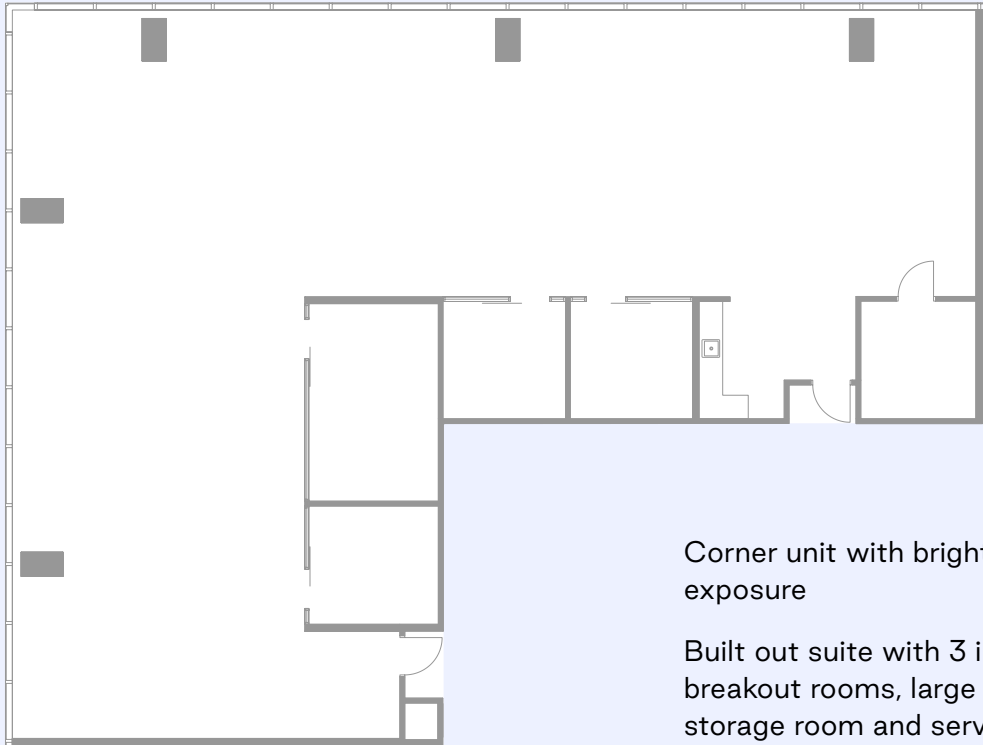 Corner unit with bright
exposure
Built out suite with 3 i
breakout rooms, large
storage room and serv